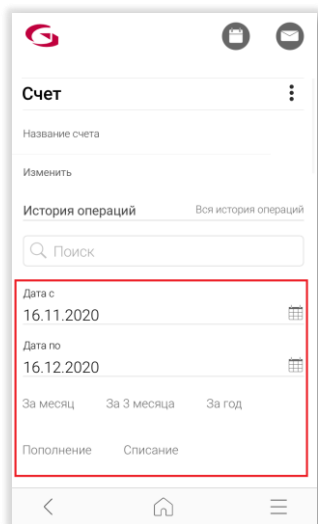 G
Счет
Название счета
Изменить
История операций Вся история операций
Поиск
Дата с
16.11.2020
Дата по
16.12.2020
За месяц За 3 месяца За год
Пополнение Списание